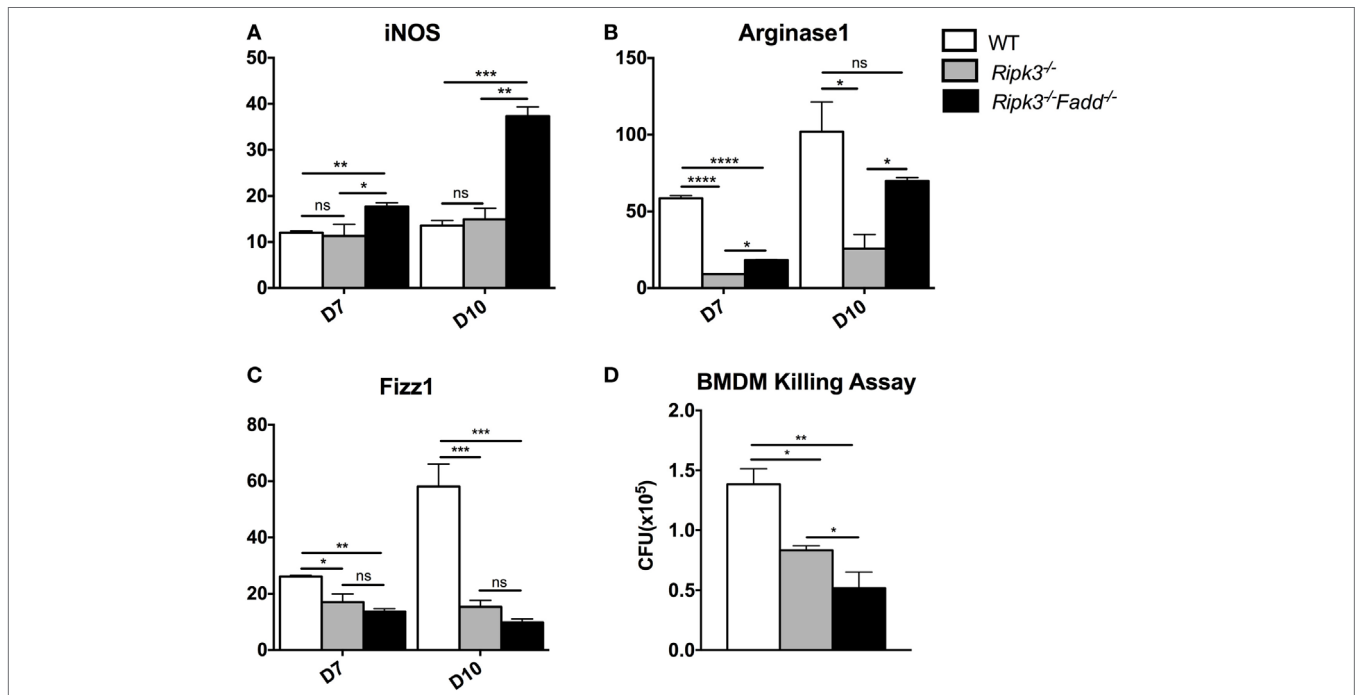 A iNOS
50
40
30
20
10
0
***
**
**
*
ns
ns
D7 D10
B Arginase1
150
100
50
0
ns
*
****
****
*
*
D7 D10
WT
Ripk3-/-
Ripk3-/-Fadd-/-
C Fizz1
80
60
40
20
0
***
***
**
*
ns
ns
D7 D10
D BMDM Killing Assay
CFU(x10⁵)
2.0
1.5
1.0
0.5
0.0
**
*
*